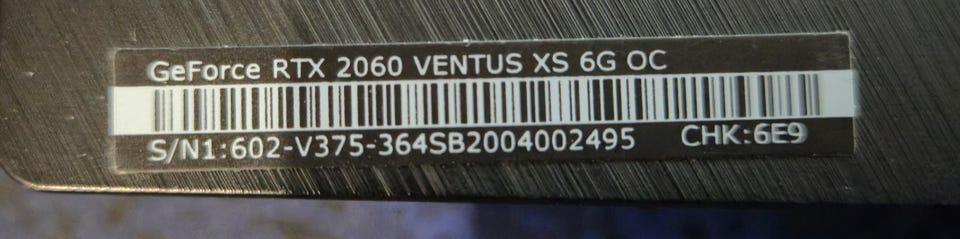 GeForce RTX 2060 VENTUS XS 6G OC
S/N1:602-V375-364SB2004002495 CHK:6E9